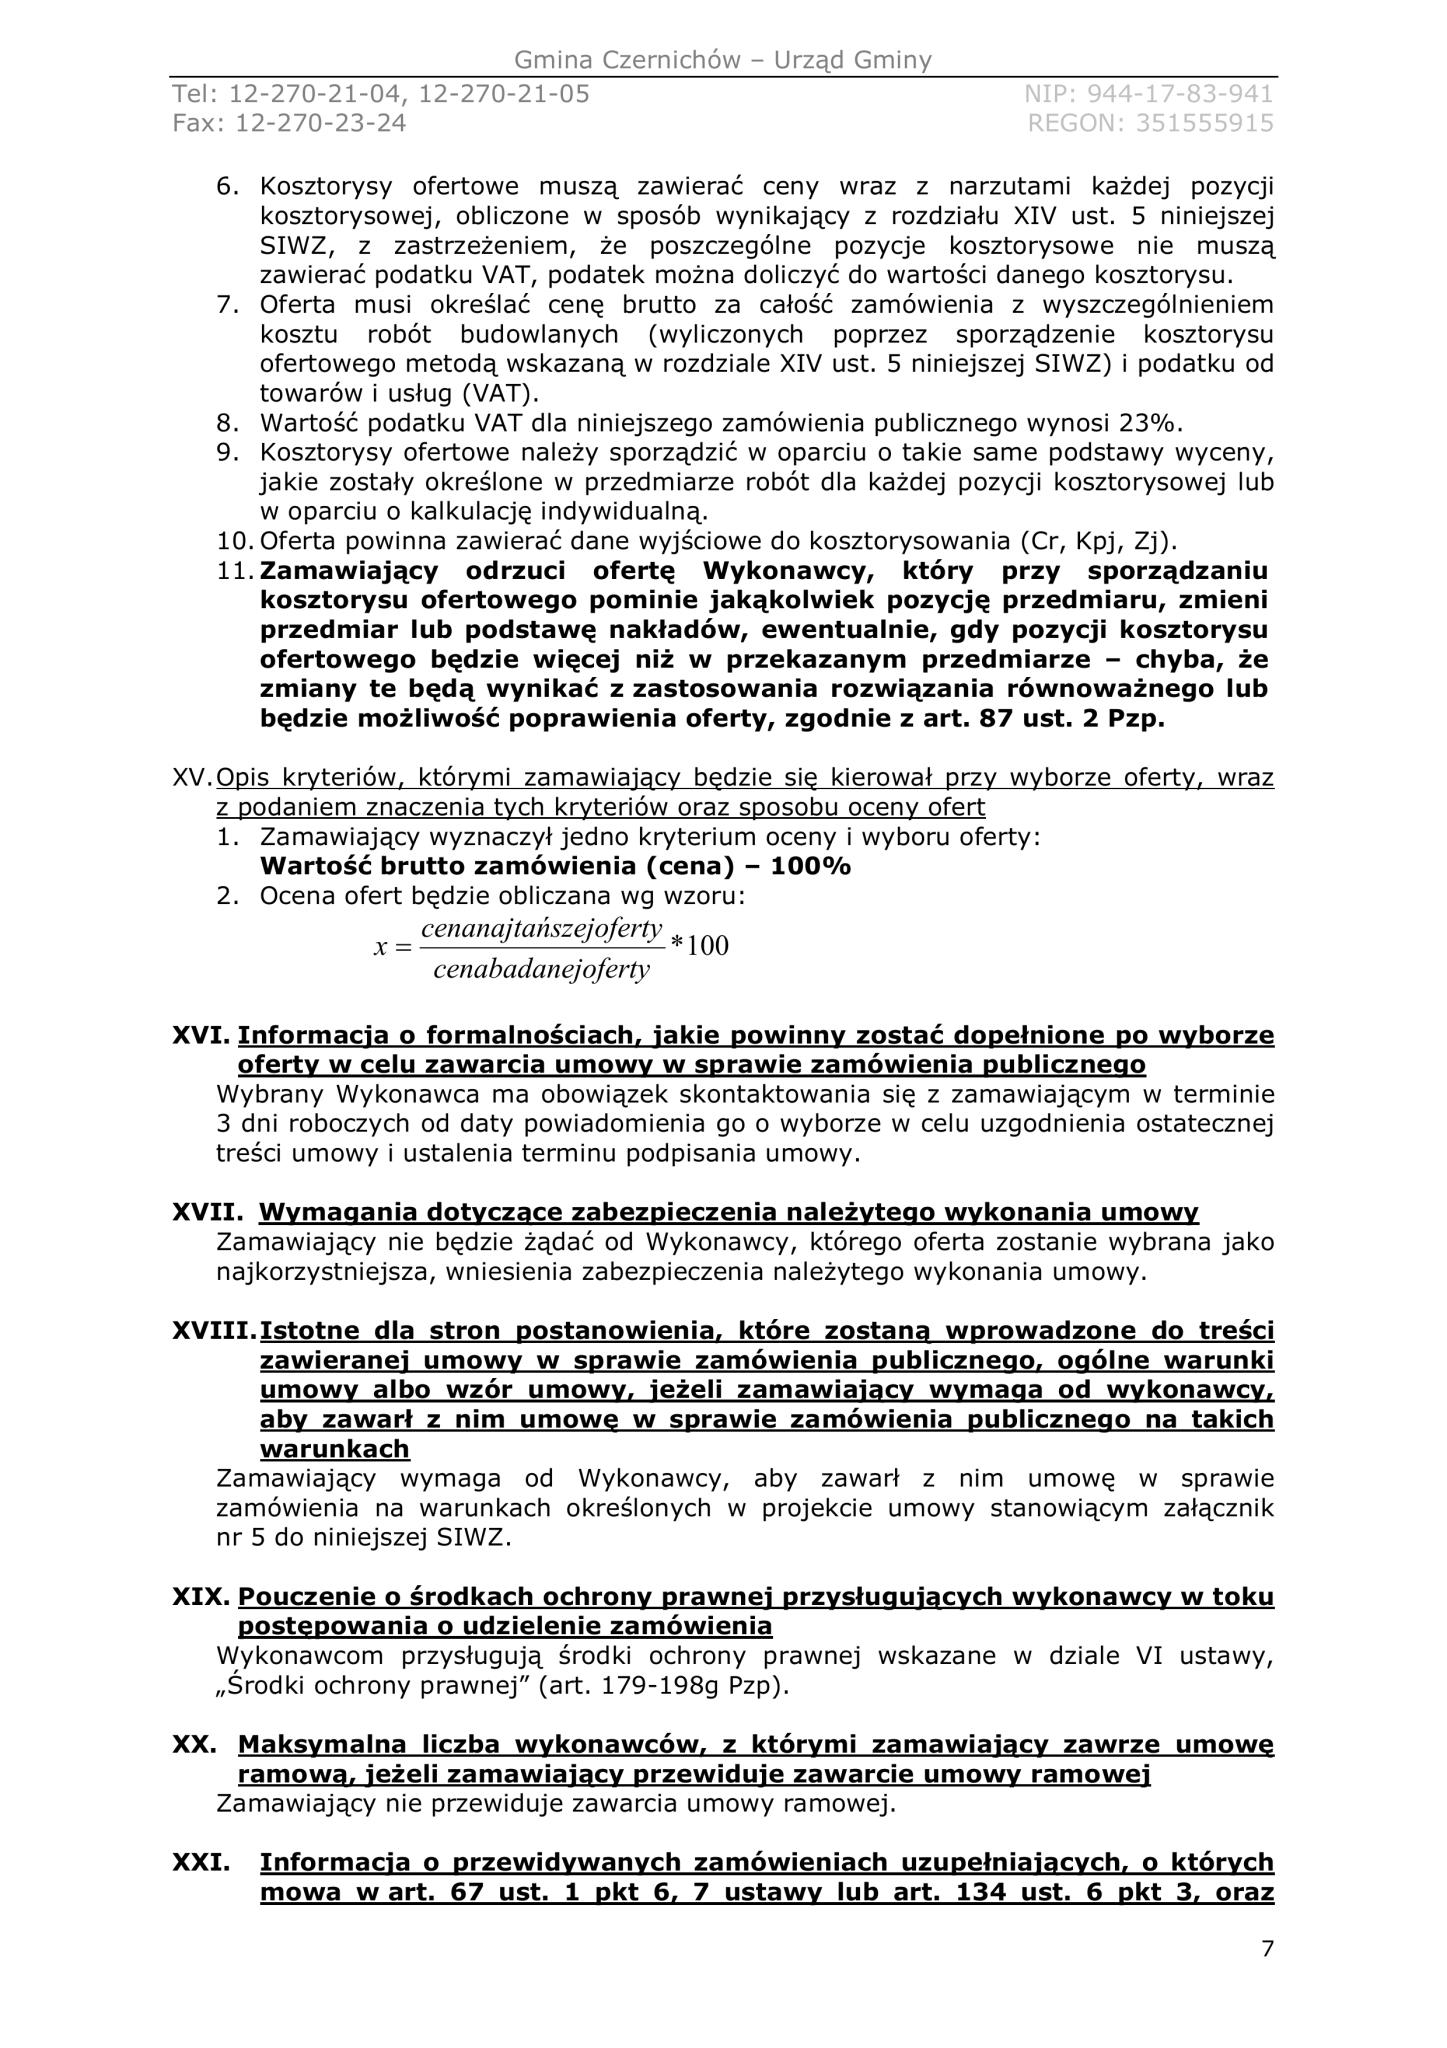 Gmina Czernichów – Urząd Gminy
Tel: 12-270-21-04, 12-270-21-05 NIP: 944-17-83-941
Fax: 12-270-23-24 REGON: 351555915
6. Kosztorysy ofertowe muszą zawierać ceny wraz z narzutami każdej pozycji
kosztorysowej, obliczone w sposób wynikający z rozdziału XIV ust. 5 niniejszej
SIWZ, z zastrzeżeniem, że poszczególne pozycje kosztorysowe nie muszą
zawierać podatku VAT, podatek można doliczyć do wartości danego kosztorysu.
7. Oferta musi określać cenę brutto za całość zamówienia z wyszczególnieniem
kosztu robót budowlanych (wyliczonych poprzez sporządzenie kosztorysu
ofertowego metodą wskazaną w rozdziale XIV ust. 5 niniejszej SIWZ) i podatku od
towarów i usług (VAT).
8. Wartość podatku VAT dla niniejszego zamówienia publicznego wynosi 23%.
9. Kosztorysy ofertowe należy sporządzić w oparciu o takie same podstawy wyceny,
jakie zostały określone w przedmiarze robót dla każdej pozycji kosztorysowej lub
w oparciu o kalkulację indywidualną.
10. Oferta powinna zawierać dane wyjściowe do kosztorysowania (Cr, Kpj, Zj).
11. Zamawiający odrzuci ofertę Wykonawcy, który przy sporządzaniu
kosztorysu ofertowego pominie jakąkolwiek pozycję przedmiaru, zmieni
przedmiar lub podstawę nakładów, ewentualnie, gdy pozycji kosztorysu
ofertowego będzie więcej niż w przekazanym przedmiarze – chyba, że
zmiany te będą wynikać z zastosowania rozwiązania równoważnego lub
będzie możliwość poprawienia oferty, zgodnie z art. 87 ust. 2 Pzp.
XV. Opis kryteriów, którymi zamawiający będzie się kierował przy wyborze oferty, wraz
z podaniem znaczenia tych kryteriów oraz sposobu oceny ofert
1. Zamawiający wyznaczył jedno kryterium oceny i wyboru oferty:
Wartość brutto zamówienia (cena) – 100%
2. Ocena ofert będzie obliczana wg wzoru:
cenanajtańszejoferty
x = *100
cenabadanejoferty
XVI. Informacja o formalnościach, jakie powinny zostać dopełnione po wyborze
oferty w celu zawarcia umowy w sprawie zamówienia publicznego
Wybrany Wykonawca ma obowiązek skontaktowania się z zamawiającym w terminie
3 dni roboczych od daty powiadomienia go o wyborze w celu uzgodnienia ostatecznej
treści umowy i ustalenia terminu podpisania umowy.
XVII. Wymagania dotyczące zabezpieczenia należytego wykonania umowy
Zamawiający nie będzie żądać od Wykonawcy, którego oferta zostanie wybrana jako
najkorzystniejsza, wniesienia zabezpieczenia należytego wykonania umowy.
XVIII. Istotne dla stron postanowienia, które zostaną wprowadzone do treści
zawieranej umowy w sprawie zamówienia publicznego, ogólne warunki
umowy albo wzór umowy, jeżeli zamawiający wymaga od wykonawcy,
aby zawarł z nim umowę w sprawie zamówienia publicznego na takich
warunkach
Zamawiający wymaga od Wykonawcy, aby zawarł z nim umowę w sprawie
zamówienia na warunkach określonych w projekcie umowy stanowiącym załącznik
nr 5 do niniejszej SIWZ.
XIX. Pouczenie o środkach ochrony prawnej przysługujących wykonawcy w toku
postępowania o udzielenie zamówienia
Wykonawcom przysługują środki ochrony prawnej wskazane w dziale VI ustawy,
„Środki ochrony prawnej” (art. 179-198g Pzp).
XX. Maksymalna liczba wykonawców, z którymi zamawiający zawrze umowę
ramową, jeżeli zamawiający przewiduje zawarcie umowy ramowej
Zamawiający nie przewiduje zawarcia umowy ramowej.
XXI. Informacja o przewidywanych zamówieniach uzupełniających, o których
mowa w art. 67 ust. 1 pkt 6, 7 ustawy lub art. 134 ust. 6 pkt 3, oraz
7